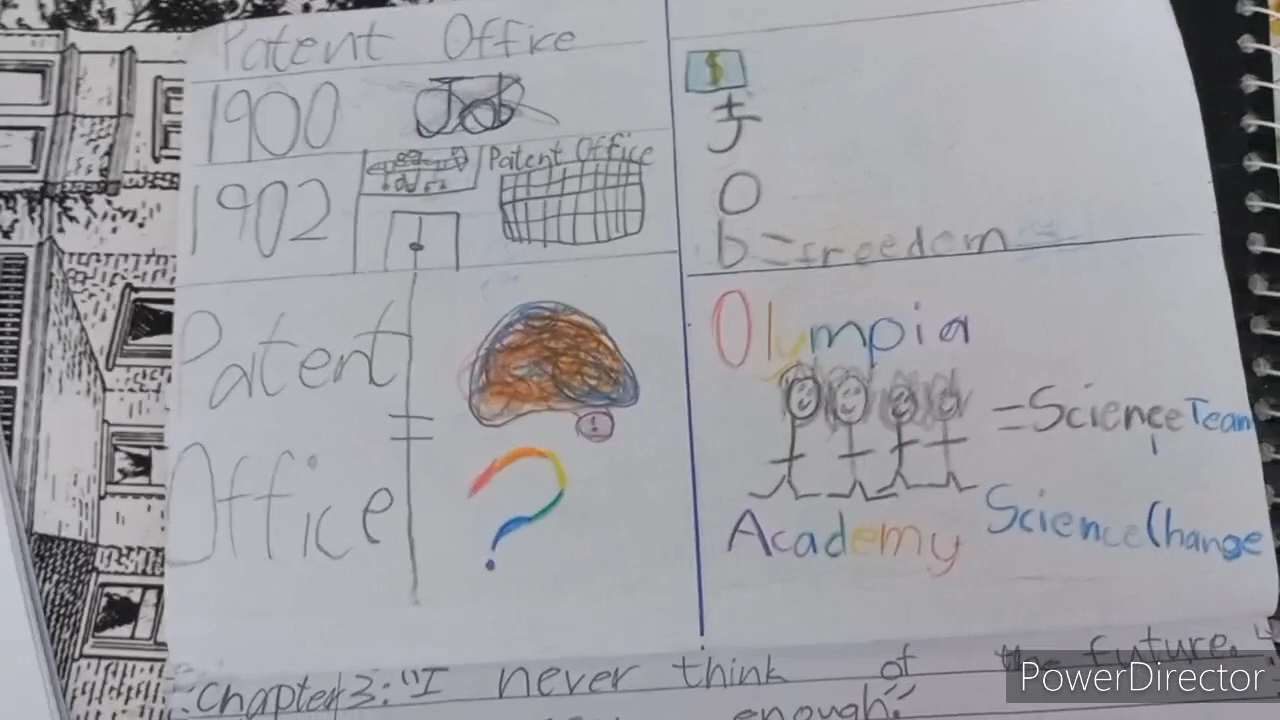 Patent Office
1900 Job
1902 Patent Office
$
J
O
b = freedom
Patent
Office
?
Olympia
= Science Team
Academy
Science Change
Chapter 3: "I never think of the future.
enough."
PowerDirector